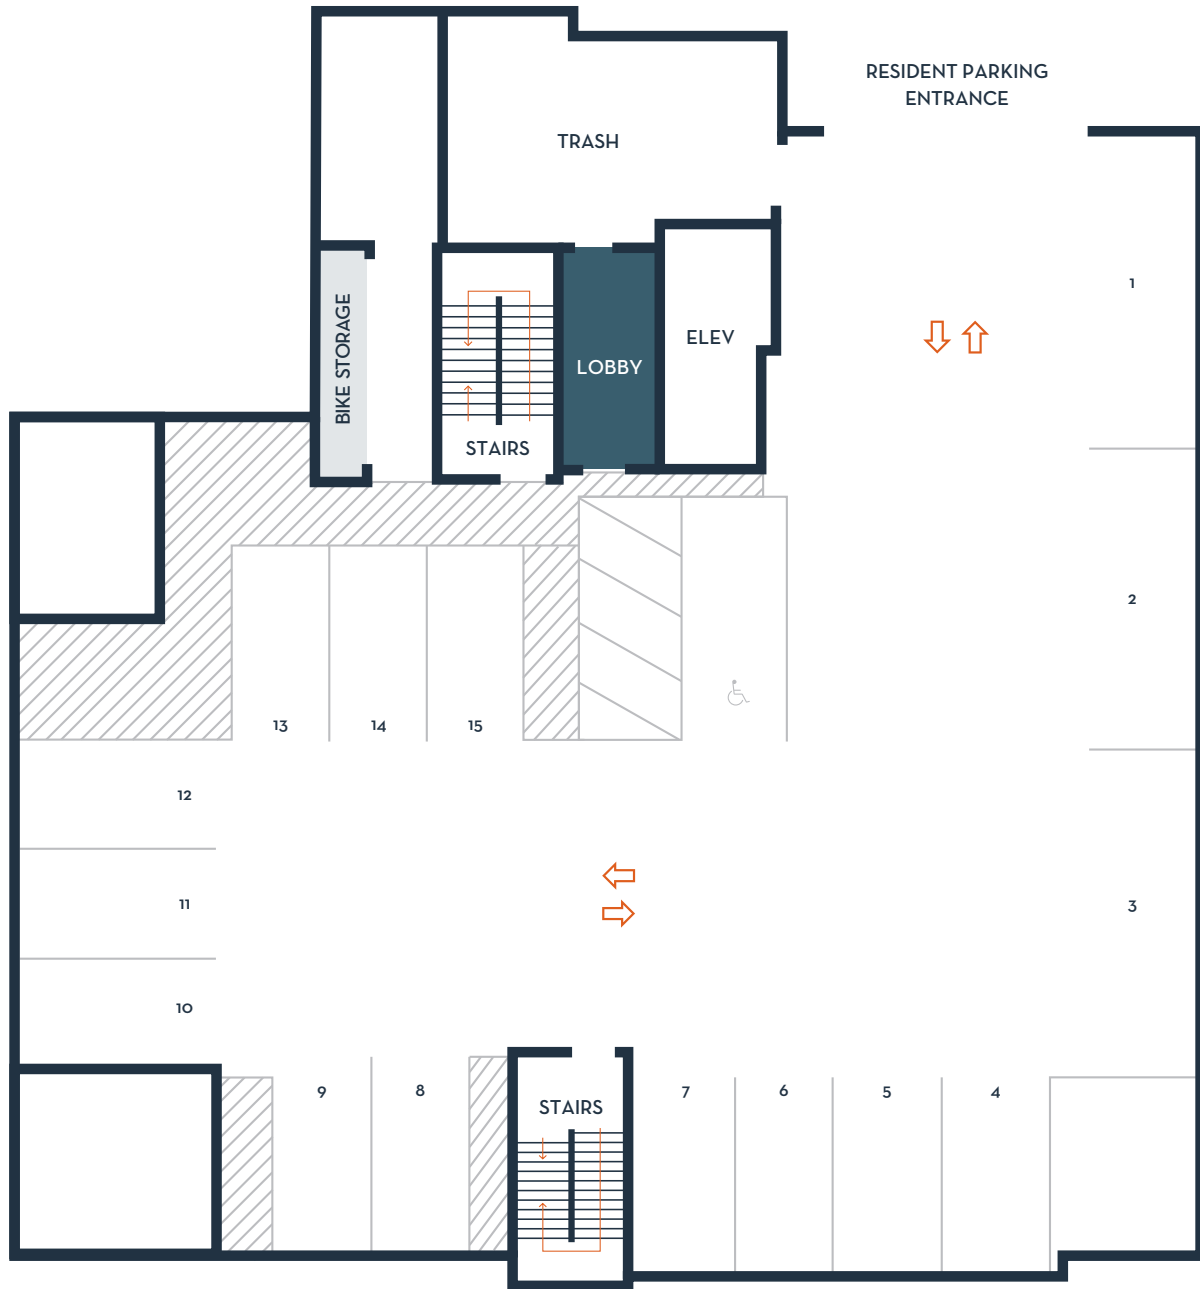 RESIDENT PARKING
ENTRANCE
TRASH
1
BIKE STORAGE
ELEV
LOBBY
STAIRS
2
13
14
15
12
11
3
10
9
8
7
6
5
4
STAIRS